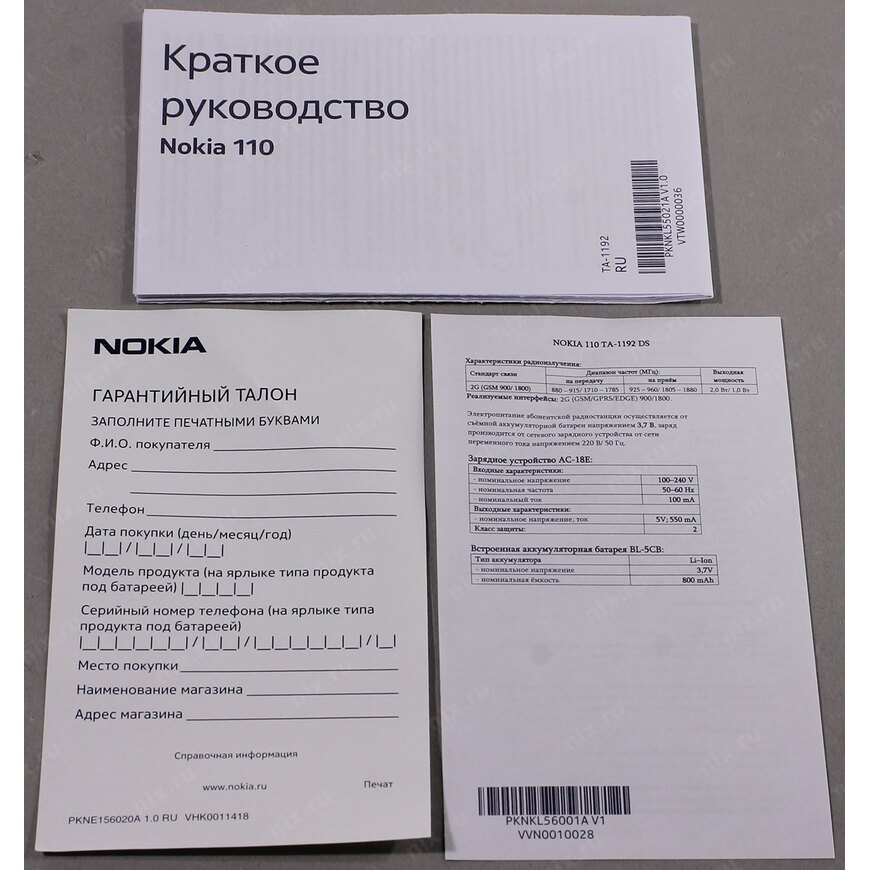 Краткое
руководство
Nokia 110
TA-1192
RU
PKNKL55021A V1.0
VTW0000036
NOKIA
ГАРАНТИЙНЫЙ ТАЛОН
ЗАПОЛНИТЕ ПЕЧАТНЫМИ БУКВАМИ
Ф.И.О. покупателя
Адрес
Телефон
Дата покупки (день/месяц/год)
Модель продукта (на ярлыке типа продукта
под батареей)
Серийный номер телефона (на ярлыке типа
продукта под батареей)
Место покупки
Наименование магазина
Адрес магазина
Справочная информация
www.nokia.ru
Печат
PKNE156020A 1.0 RU VHK0011418
NOKIA 110 TA-1192 DS
Характеристики радиоизлучения:
Стандарт связи Диапазон частот (МГц): Выходная
на передачу на приём мощность
2G (GSM 900/ 1800) 880 – 915/ 1710 – 1785 925 – 960/ 1805 – 1880 2,0 Вт/ 1,0 Вт
Реализуемые интерфейсы: 2G (GSM/GPRS/EDGE) 900/1800.
Электропитание абонентской радиостанции осуществляется от
съёмной аккумуляторной батареи напряжением 3,7 В, заряд
производится от сетевого зарядного устройства от сети
переменного тока напряжением 220 В/ 50 Гц.
Зарядное устройство AC-18E:
Входные характеристики:
- номинальное напряжение 100–240 V
- номинальная частота 50–60 Hz
- номинальный ток 100 mA
Выходные характеристики:
- номинальное напряжение; ток 5V; 550 mA
Класс защиты: 2
Встроенная аккумуляторная батарея BL-5CB:
Тип аккумулятора Li-Ion
- номинальное напряжение 3,7V
- номинальная ёмкость 800 mAh
PKNKL56001A V1
VVN0010028